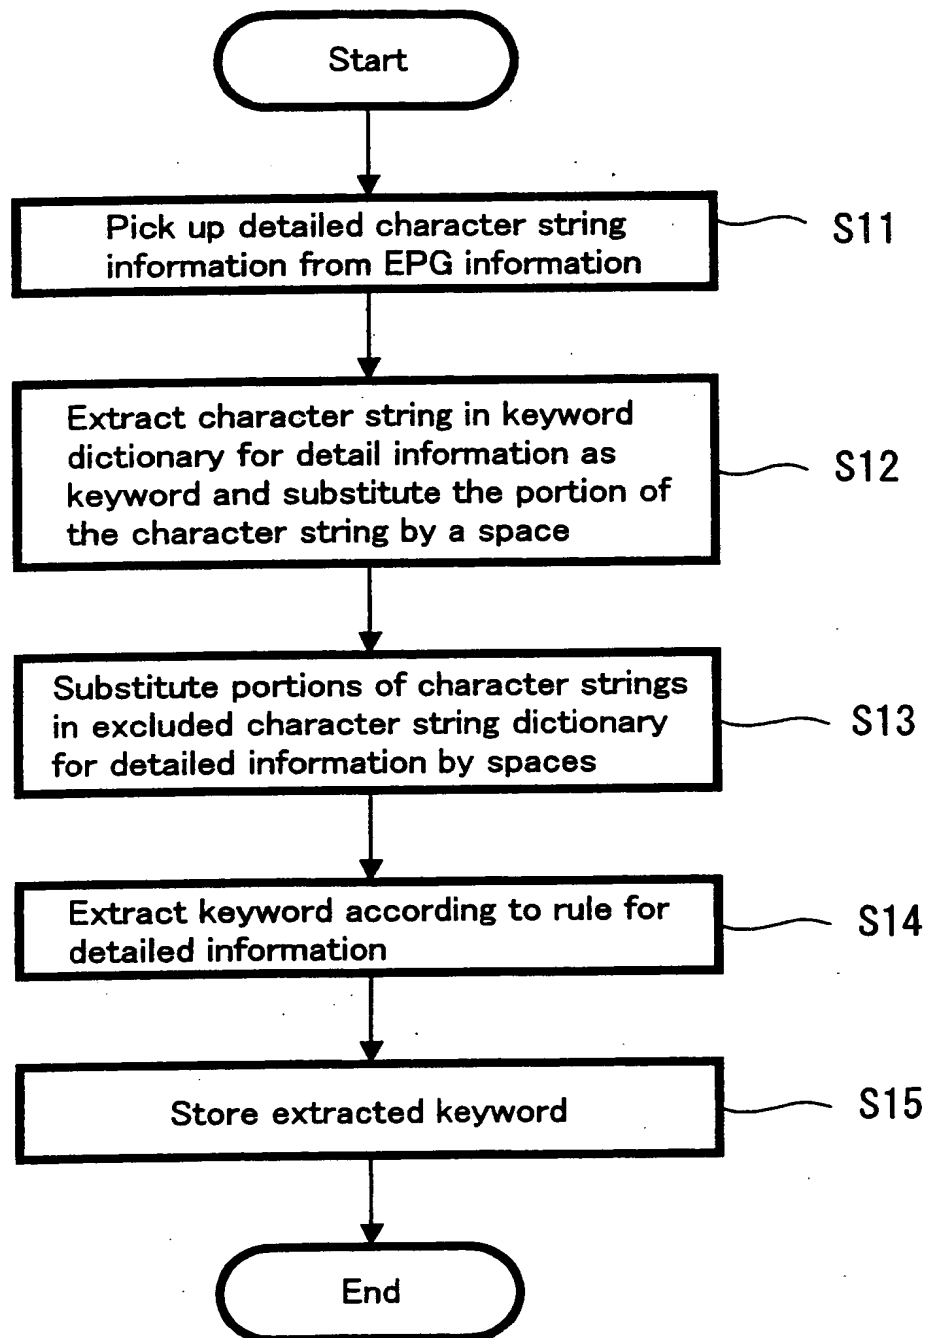 Start
Pick up detailed character string
information from EPG information
S11
Extract character string in keyword
dictionary for detail information as
keyword and substitute the portion of
the character string by a space
S12
Substitute portions of character strings
in excluded character string dictionary
for detailed information by spaces
S13
Extract keyword according to rule for
detailed information
S14
Store extracted keyword
S15
End